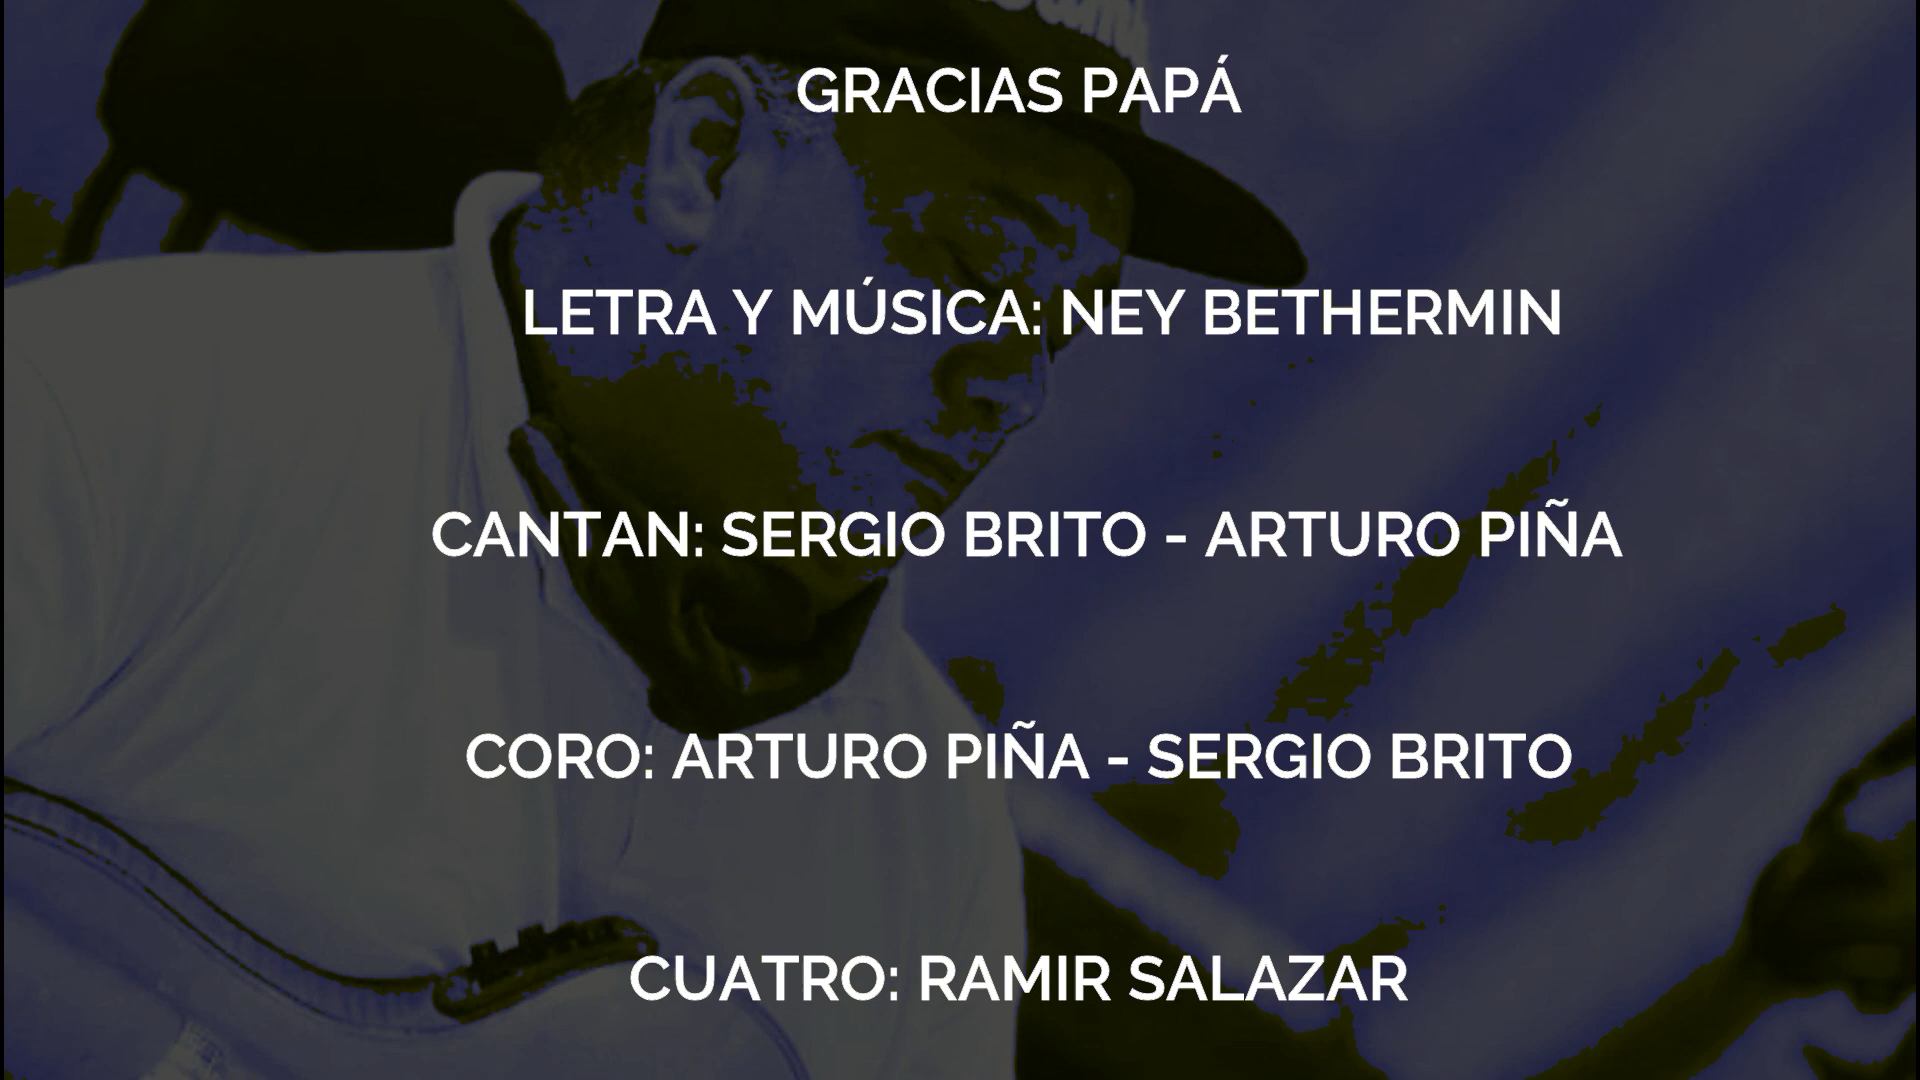 GRACIAS PAPÁ
LETRA Y MÚSICA: NEY BETHERMIN
CANTAN: SERGIO BRITO - ARTURO PIÑA
CORO: ARTURO PIÑA - SERGIO BRITO
CUATRO: RAMIR SALAZAR